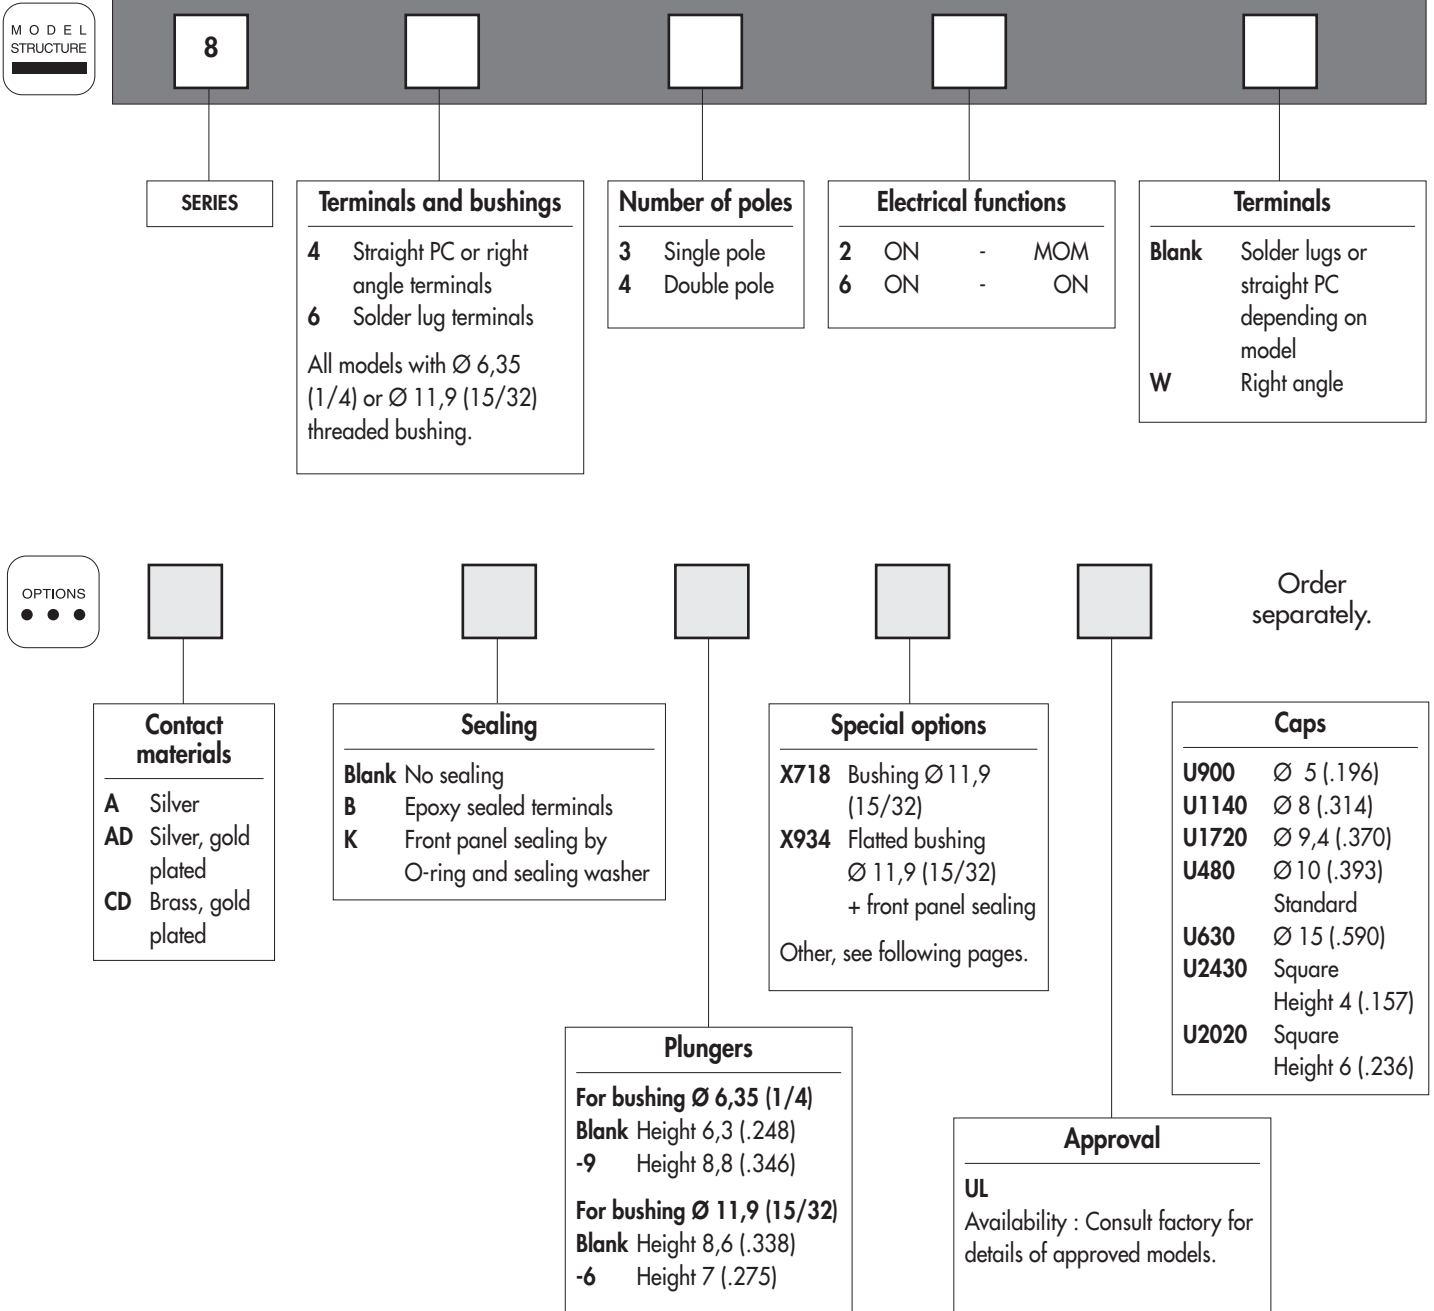 MODEL
STRUCTURE
8
SERIES
Terminals and bushings
4 Straight PC or right
angle terminals
6 Solder lug terminals
All models with Ø 6,35
(1/4) or Ø 11,9 (15/32)
threaded bushing.
Number of poles
3 Single pole
4 Double pole
Electrical functions
2 ON - MOM
6 ON - ON
Terminals
Blank Solder lugs or
straight PC
depending on
model
W Right angle
OPTIONS
Order
separately.
Contact
materials
A Silver
AD Silver, gold
plated
CD Brass, gold
plated
Sealing
Blank No sealing
B Epoxy sealed terminals
K Front panel sealing by
O-ring and sealing washer
Plungers
For bushing Ø 6,35 (1/4)
Blank Height 6,3 (.248)
-9 Height 8,8 (.346)
For bushing Ø 11,9 (15/32)
Blank Height 8,6 (.338)
-6 Height 7 (.275)
Special options
X718 Bushing Ø 11,9
(15/32)
X934 Flatted bushing
Ø 11,9 (15/32)
+ front panel sealing
Other, see following pages.
Approval
UL
Availability : Consult factory for
details of approved models.
Caps
U900 Ø 5 (.196)
U1140 Ø 8 (.314)
U1720 Ø 9,4 (.370)
U480 Ø 10 (.393)
Standard
U630 Ø 15 (.590)
U2430 Square
Height 4 (.157)
U2020 Square
Height 6 (.236)